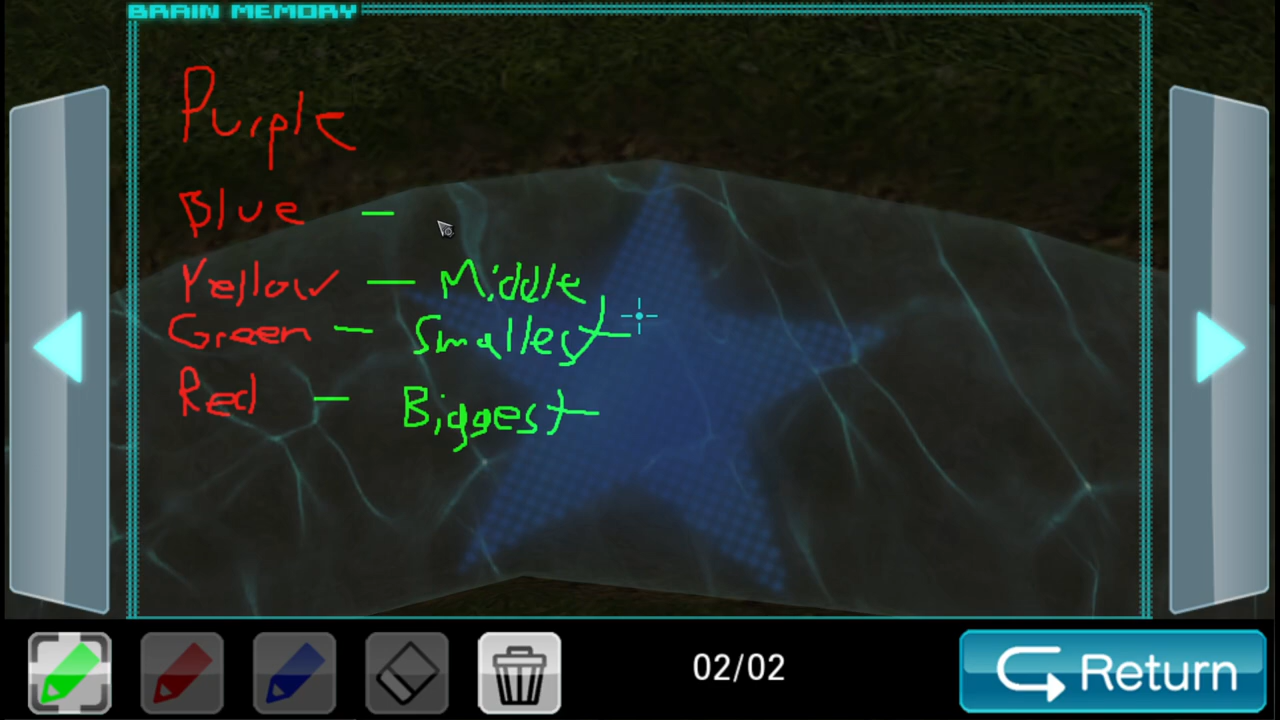 BRAIN MEMORY
Purple
Blue -
Yellow - Middle
Green - Smallest
Red - Biggest
02/02
Return